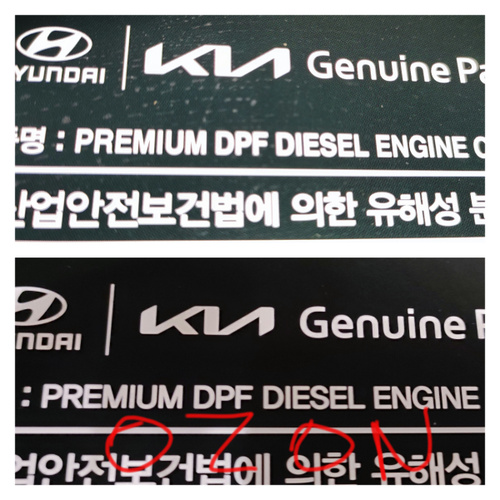 HYUNDAI KIA Genuine Pa
명 : PREMIUM DPF DIESEL ENGINE O
산업안전보건법에 의한 유해성 분
HYUNDAI KIA Genuine P
: PREMIUM DPF DIESEL ENGINE
OZON
업안전보건법에 의한 유해성